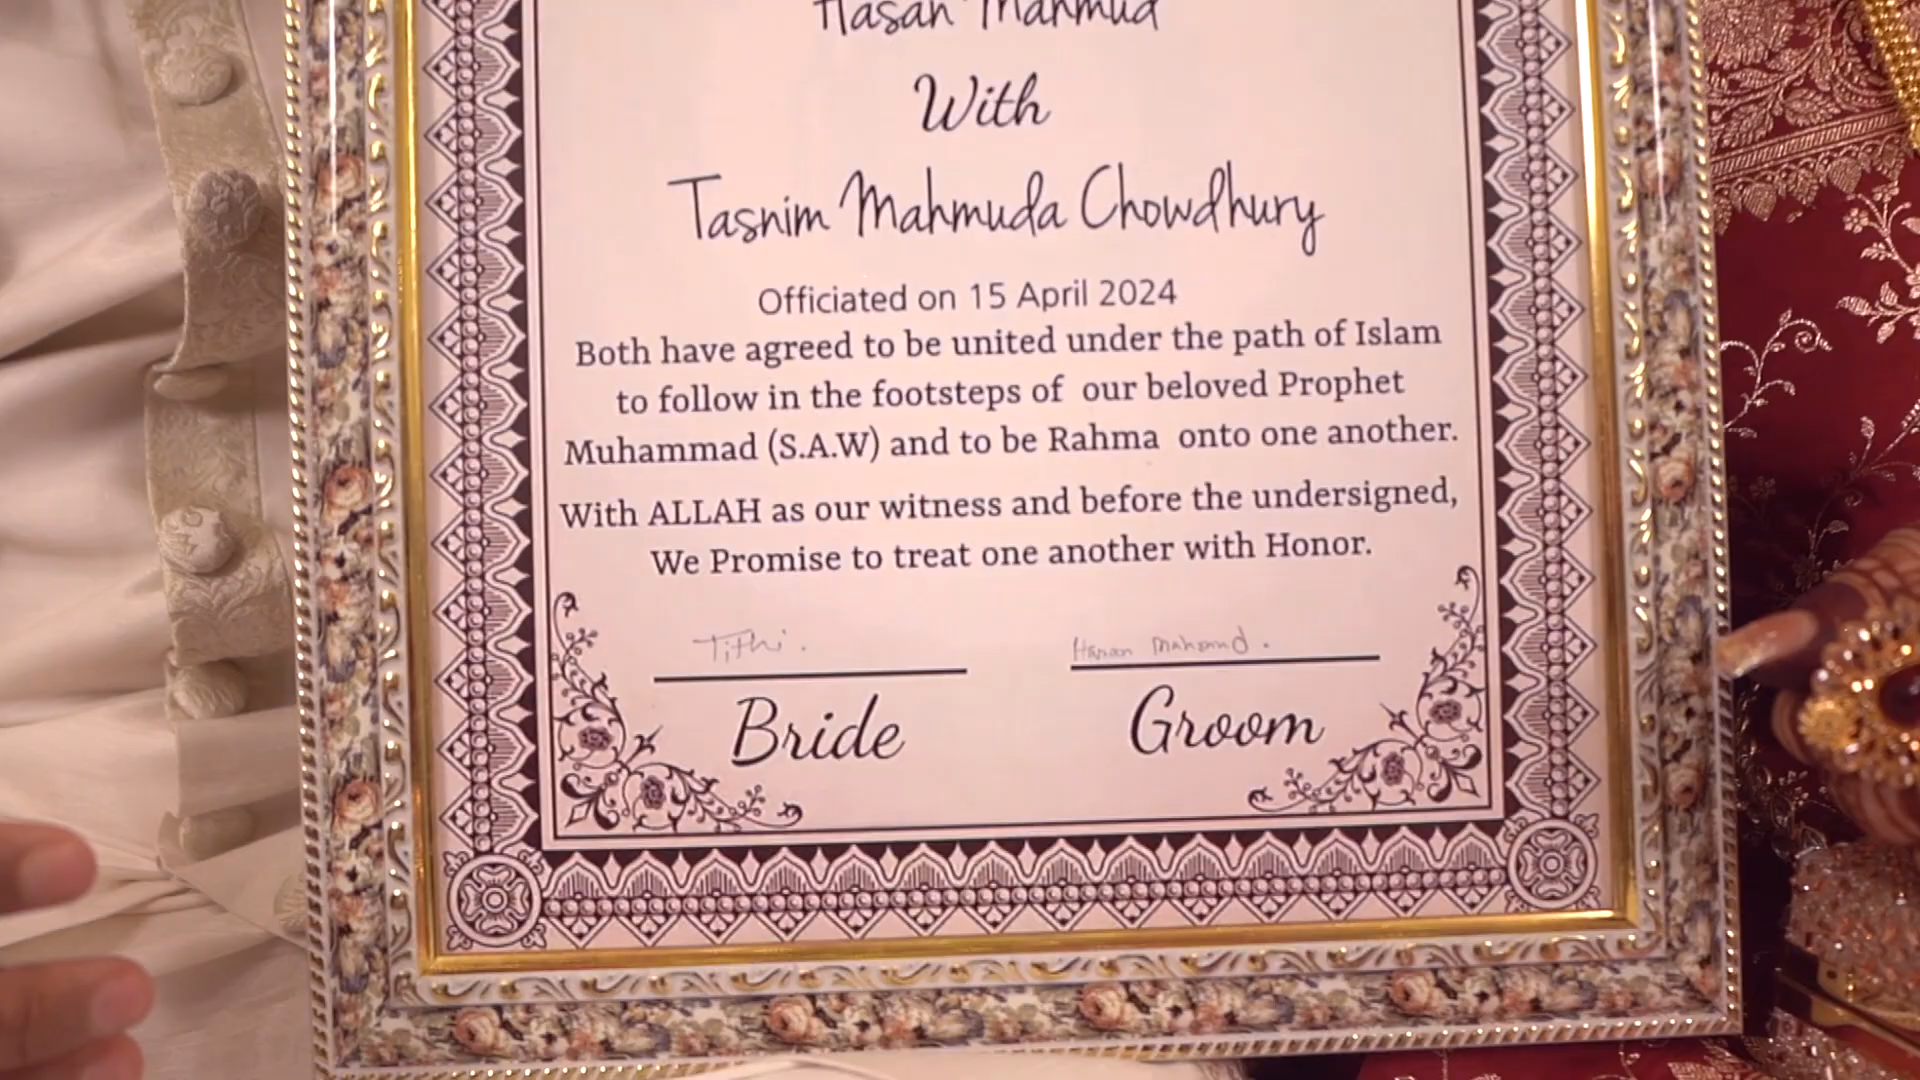 Hasan Mahmud
With
Tasnim Mahmuda Chowdhury
Officiated on 15 April 2024
Both have agreed to be united under the path of Islam
to follow in the footsteps of our beloved Prophet
Muhammad (S.A.W) and to be Rahma onto one another.
With ALLAH as our witness and before the undersigned,
We Promise to treat one another with Honor.
Tithi.
Hasan Mahmud.
Bride
Groom